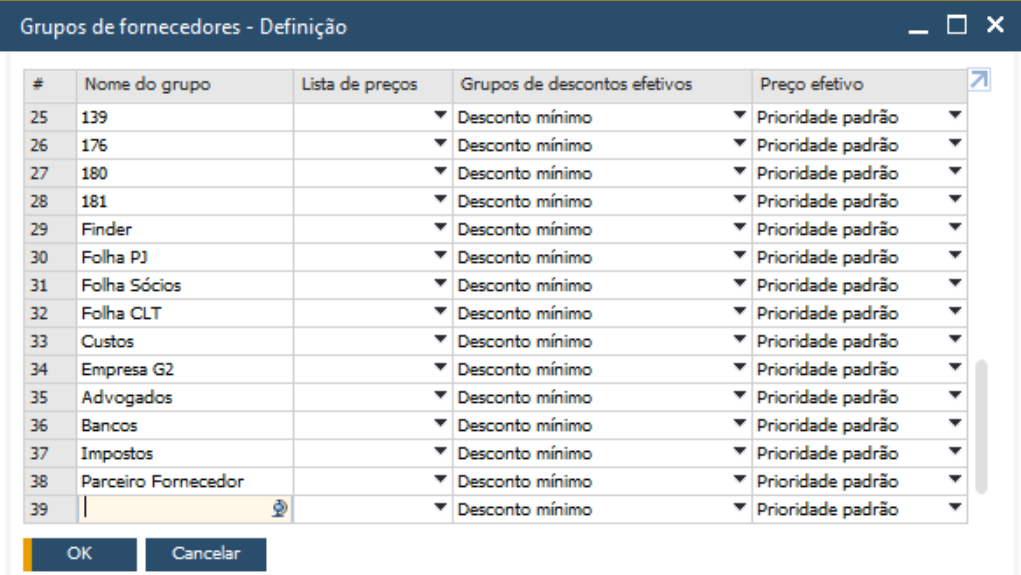 Grupos de fornecedores - Definição
# Nome do grupo Lista de preços Grupos de descontos efetivos Preço efetivo
25 139 Desconto mínimo Prioridade padrão
26 176 Desconto mínimo Prioridade padrão
27 180 Desconto mínimo Prioridade padrão
28 181 Desconto mínimo Prioridade padrão
29 Finder Desconto mínimo Prioridade padrão
30 Folha PJ Desconto mínimo Prioridade padrão
31 Folha Sócios Desconto mínimo Prioridade padrão
32 Folha CLT Desconto mínimo Prioridade padrão
33 Custos Desconto mínimo Prioridade padrão
34 Empresa G2 Desconto mínimo Prioridade padrão
35 Advogados Desconto mínimo Prioridade padrão
36 Bancos Desconto mínimo Prioridade padrão
37 Impostos Desconto mínimo Prioridade padrão
38 Parceiro Fornecedor Desconto mínimo Prioridade padrão
39 Desconto mínimo Prioridade padrão
OK Cancelar